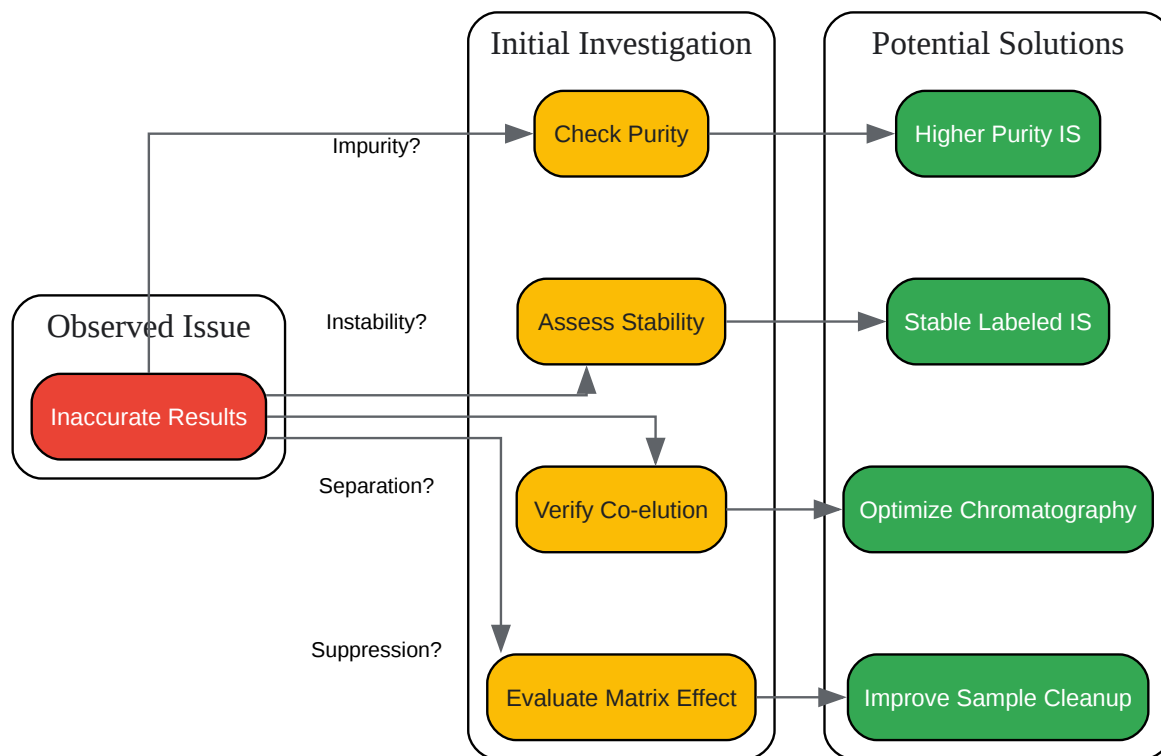 Initial Investigation
Potential Solutions
Impurity?
Check Purity
Higher Purity IS
Observed Issue
Instability?
Assess Stability
Stable Labeled IS
Inaccurate Results
Separation?
Verify Co-elution
Optimize Chromatography
Suppression?
Evaluate Matrix Effect
Improve Sample Cleanup